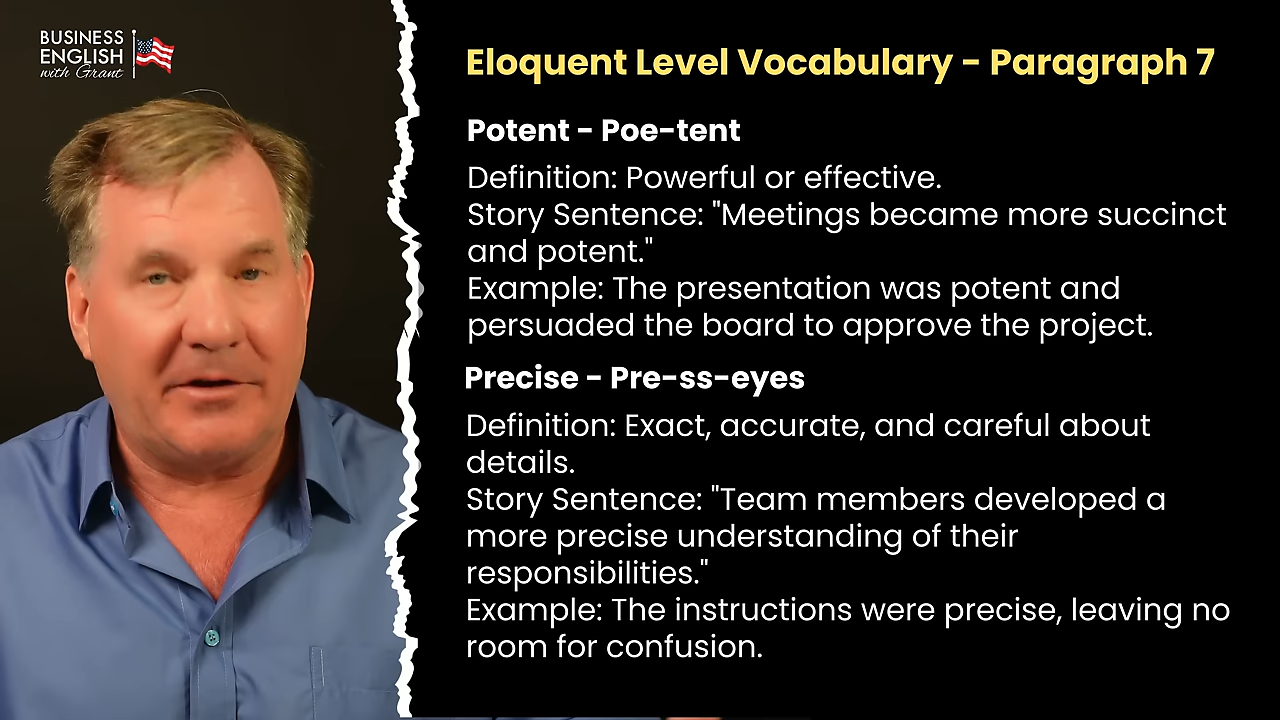 BUSINESS
ENGLISH
with Grant
Eloquent Level Vocabulary - Paragraph 7
Potent - Poe-tent
Definition: Powerful or effective.
Story Sentence: "Meetings became more succinct
and potent."
Example: The presentation was potent and
persuaded the board to approve the project.
Precise - Pre-ss-eyes
Definition: Exact, accurate, and careful about
details.
Story Sentence: "Team members developed a
more precise understanding of their
responsibilities."
Example: The instructions were precise, leaving no
room for confusion.